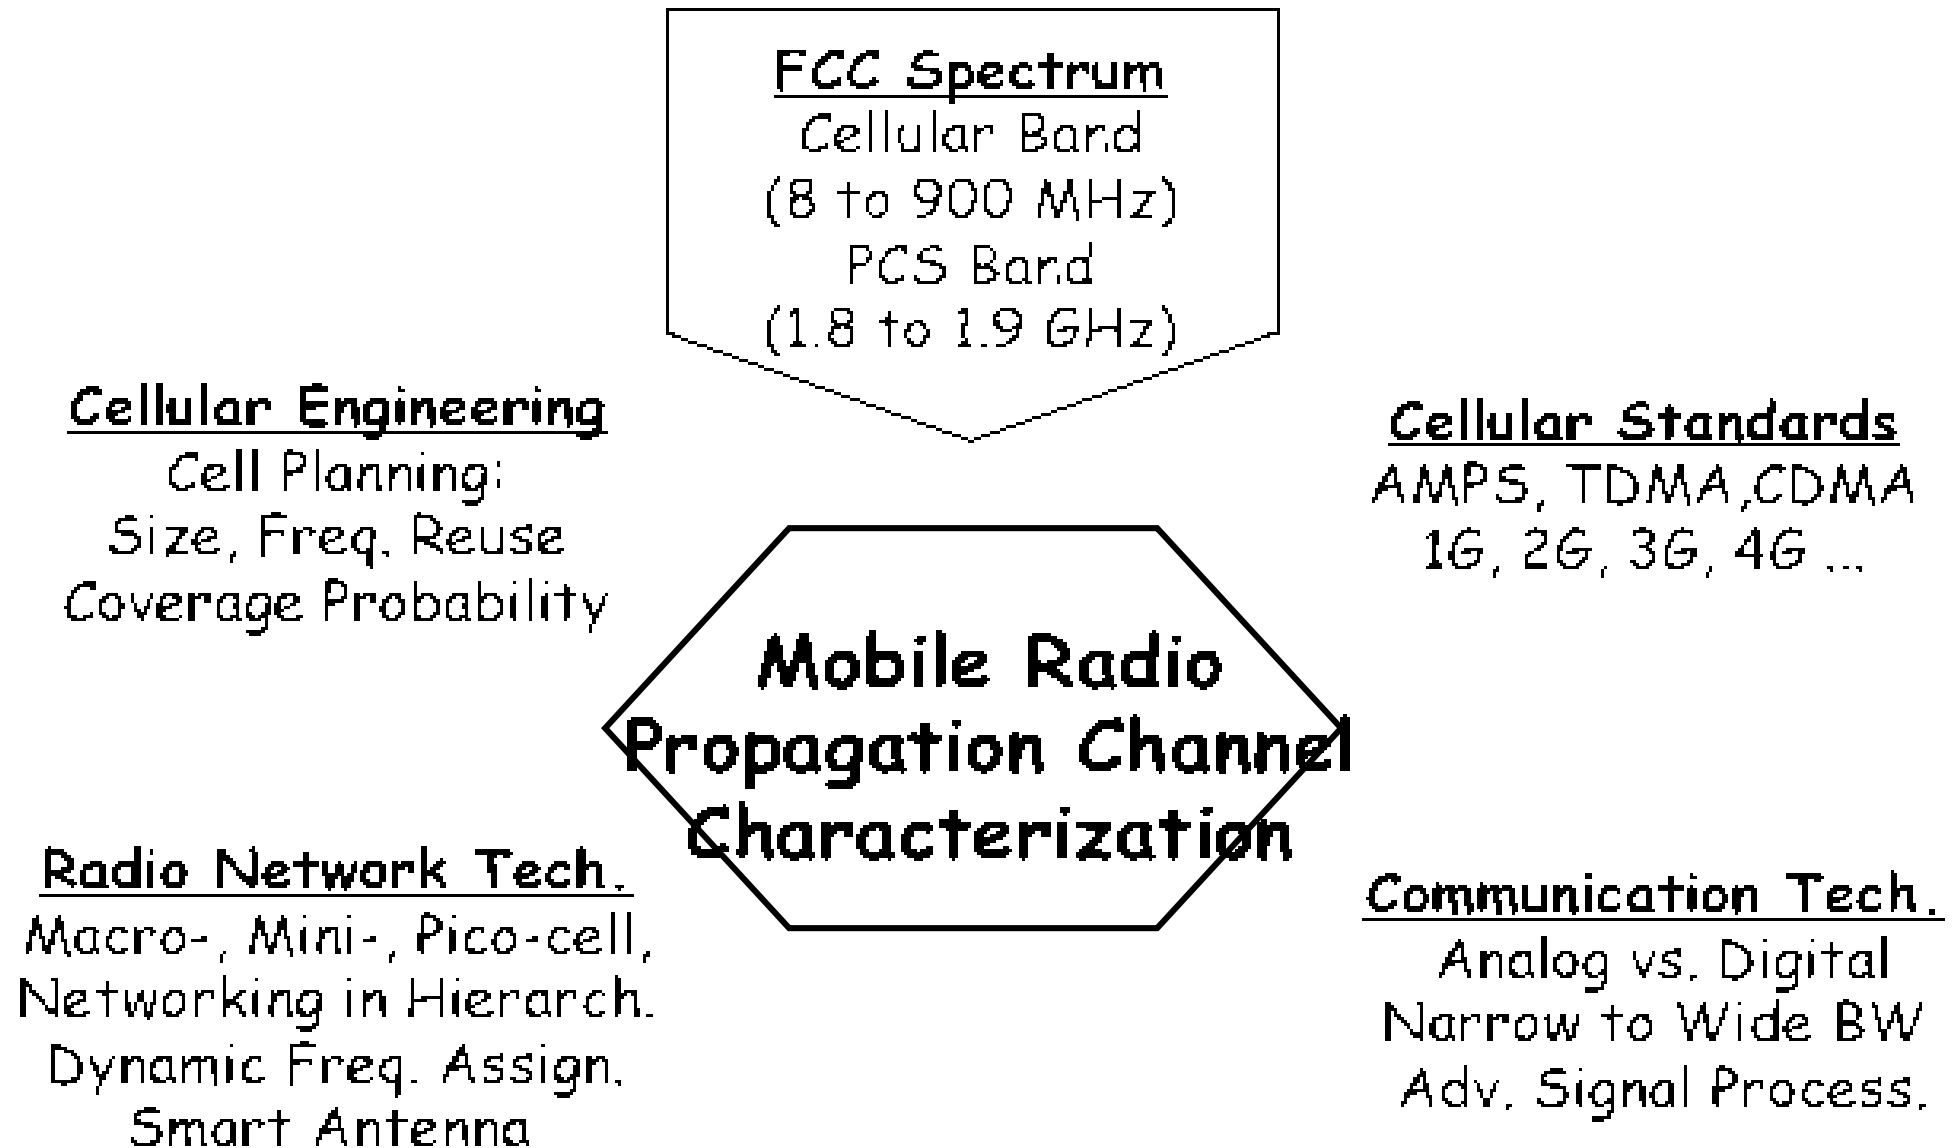 FCC Spectrum
Cellular Band
(8 to 900 MHz)
PCS Band
(1.8 to 1.9 GHz)
Cellular Engineering
Cell Planning:
Size, Freq. Reuse
Coverage Probability
Cellular Standards
AMPS, TDMA,CDMA
1G, 2G, 3G, 4G ...
Mobile Radio
Propagation Channel
Characterization
Radio Network Tech.
Macro-, Mini-, Pico-cell,
Networking in Hierarch.
Dynamic Freq. Assign.
Smart Antenna
Communication Tech.
Analog vs. Digital
Narrow to Wide BW
Adv. Signal Process.